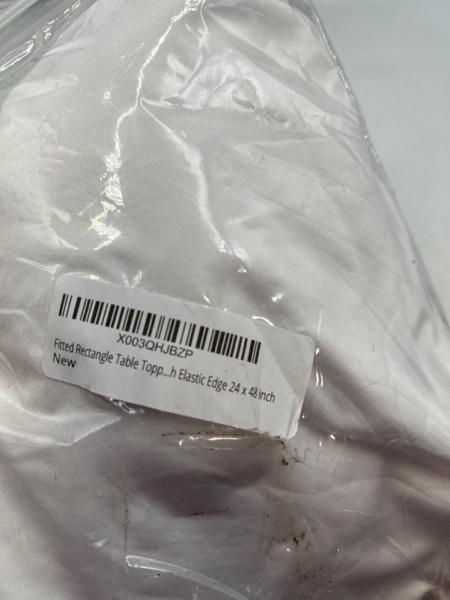 X003QHJBZP
Fitted Rectangle Table Topp...h Elastic Edge 24 x 48 inch
New